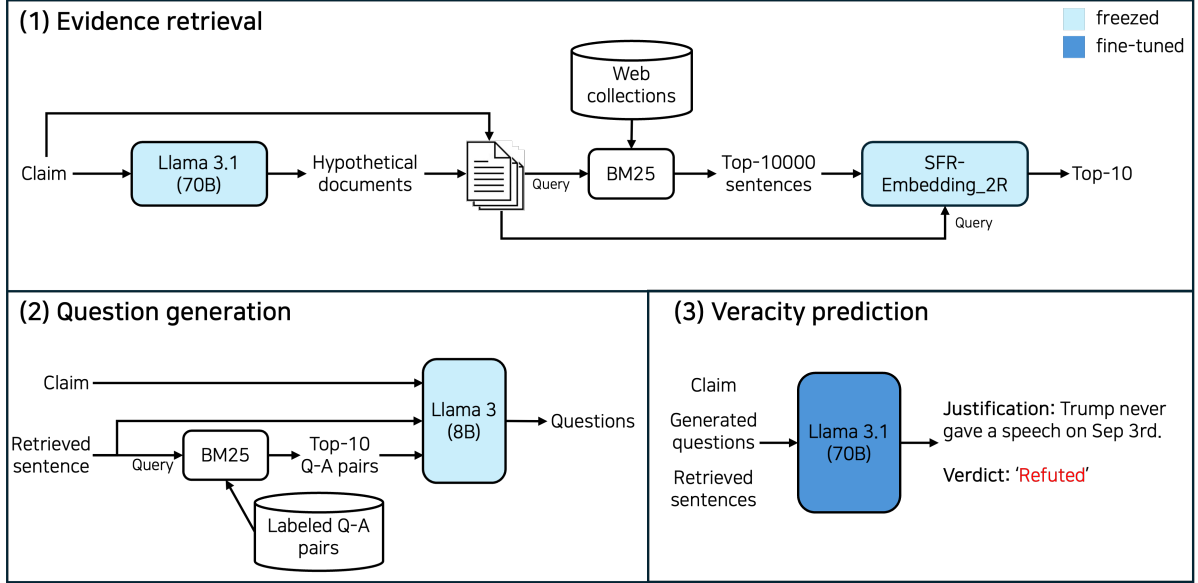 (1) Evidence retrieval
freezed
fine-tuned
Web
collections
Claim
Llama 3.1
(70B)
Hypothetical
documents
Query
BM25
Top-10000
sentences
SFR-
Embedding_2R
Top-10
Query
(2) Question generation
Claim
Retrieved
sentence
Query
BM25
Top-10
Q-A pairs
Llama 3
(8B)
Questions
Labeled Q-A
pairs
(3) Veracity prediction
Claim
Generated
questions
Retrieved
sentences
Llama 3.1
(70B)
Justification: Trump never
gave a speech on Sep 3rd.
Verdict: ‘Refuted’